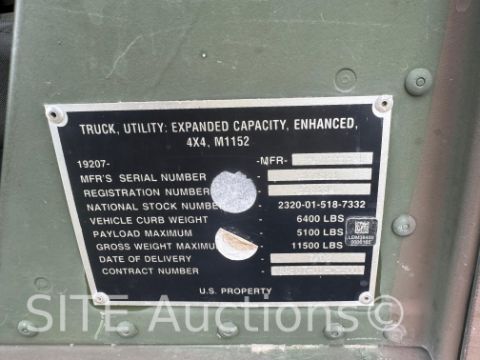 TRUCK, UTILITY: EXPANDED CAPACITY, ENHANCED,
4X4, M1152
19207- -MFR-
MFR'S SERIAL NUMBER -
REGISTRATION NUMBER -
NATIONAL STOCK NUMBER 2320-01-518-7332
VEHICLE CURB WEIGHT - 6400 LBS
PAYLOAD MAXIMUM - 5100 LBS
GROSS WEIGHT MAXIMU - 11500 LBS
DATE OF DELIVERY -
CONTRACT NUMBER -
U.S. PROPERTY
SITE Auctions.com